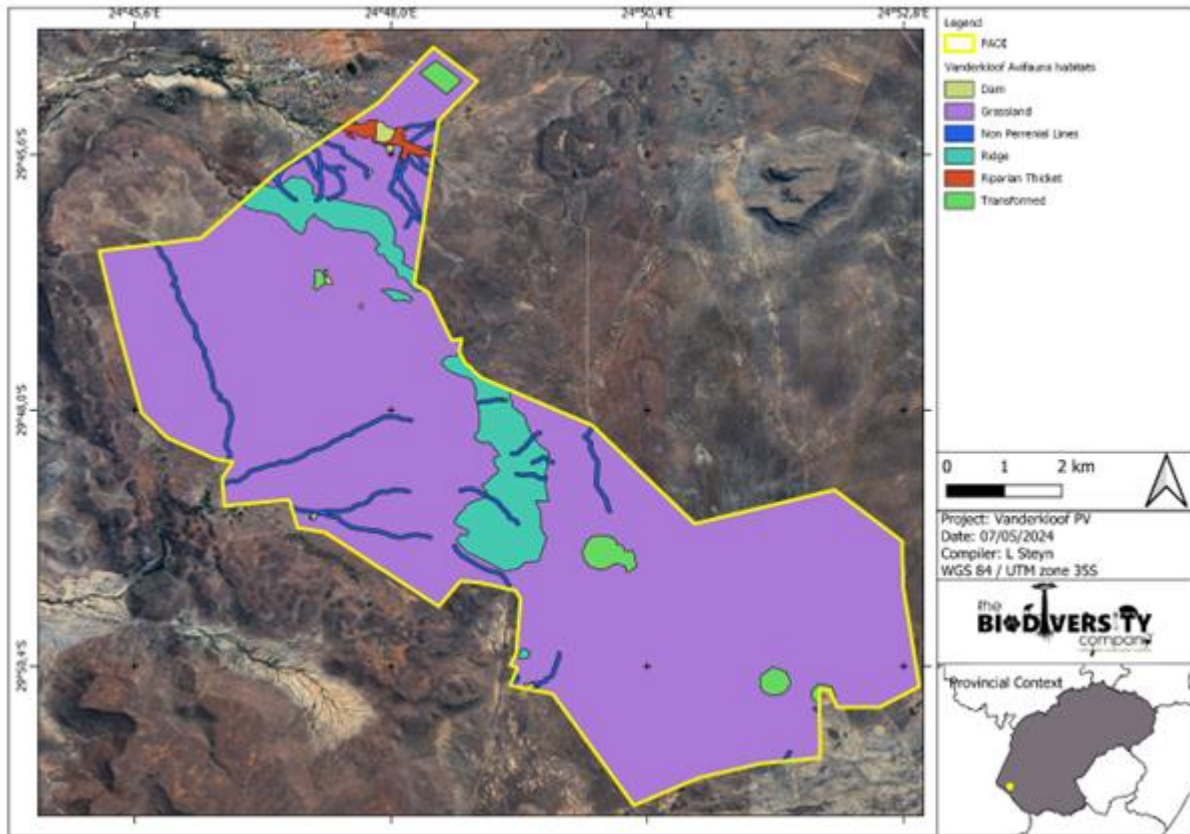 24°45,6'E
24°48,0'E
24°50,4'E
24°52,8'E
29°45,6'S
29°48,0'S
29°50,4'S
Legend
PAOI
Vanderkloof Avifauna habitats
Dam
Grassland
Non Perrenial Lines
Ridge
Riparian Thicket
Transformed
0 1 2 km
Project: Vanderkloof PV
Date: 07/05/2024
Compiler: L Steyn
WGS 84 / UTM zone 35S
the
BIODIVERSITY
company
Provincial Context